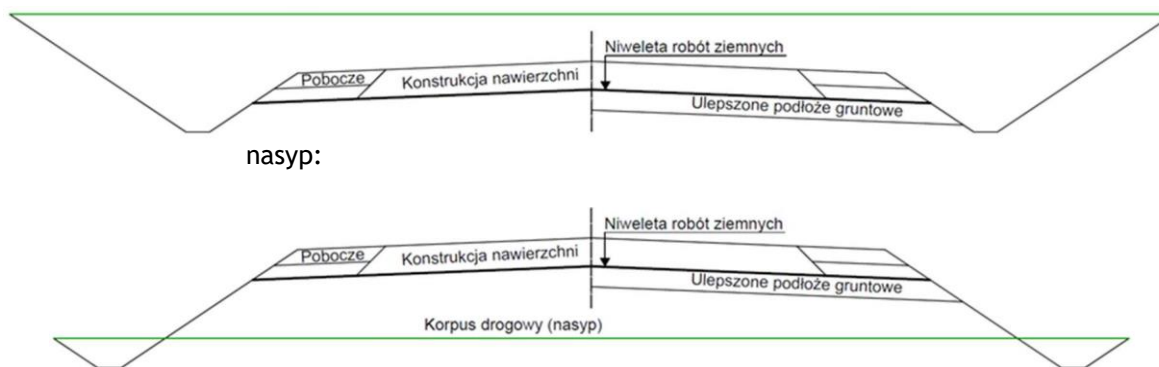 Niweleta robót ziemnych
Pobocze
Konstrukcja nawierzchni
Ulepszone podłoże gruntowe
nasyp:
Niweleta robót ziemnych
Pobocze
Konstrukcja nawierzchni
Ulepszone podłoże gruntowe
Korpus drogowy (nasyp)